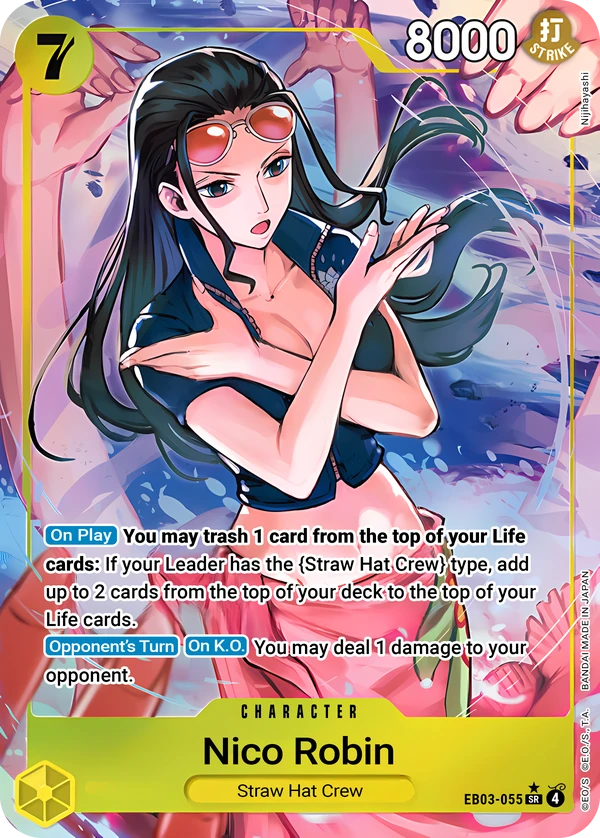 7
8000
打
STRIKE
Nijihayashi
On Play You may trash 1 card from the top of your Life
cards: If your Leader has the {Straw Hat Crew} type, add
up to 2 cards from the top of your deck to the top of your
Life cards.
Opponent's Turn On K.O. You may deal 1 damage to your
opponent.
CHARACTER
Nico Robin
Straw Hat Crew
EB03-055 ★ SR 4
©EO/S ©E.O/S.,T.A. BANDAI MADE IN JAPAN